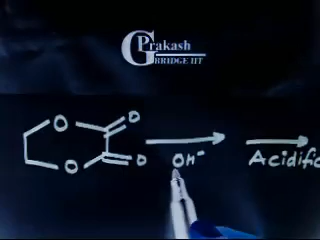 G Prakash
BRIDGE IIT
O
O
O
O
OH⁻
Acidific